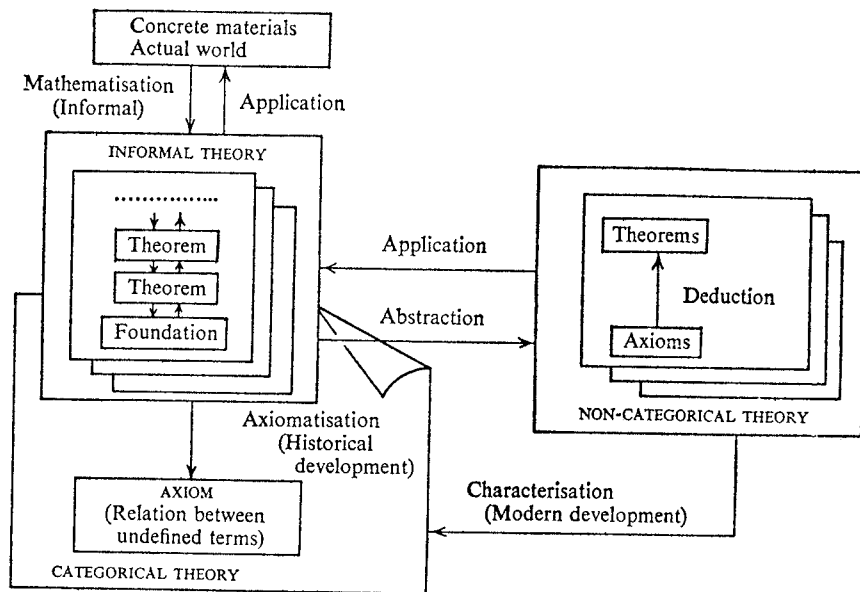 Concrete materials
Actual world
Mathematisation
(Informal)
Application
INFORMAL THEORY
..................
Theorem
Theorem
Foundation
Application
Abstraction
Theorems
Deduction
Axioms
NON-CATEGORICAL THEORY
Axiomatisation
(Historical
development)
Characterisation
(Modern development)
AXIOM
(Relation between
undefined terms)
CATEGORICAL THEORY